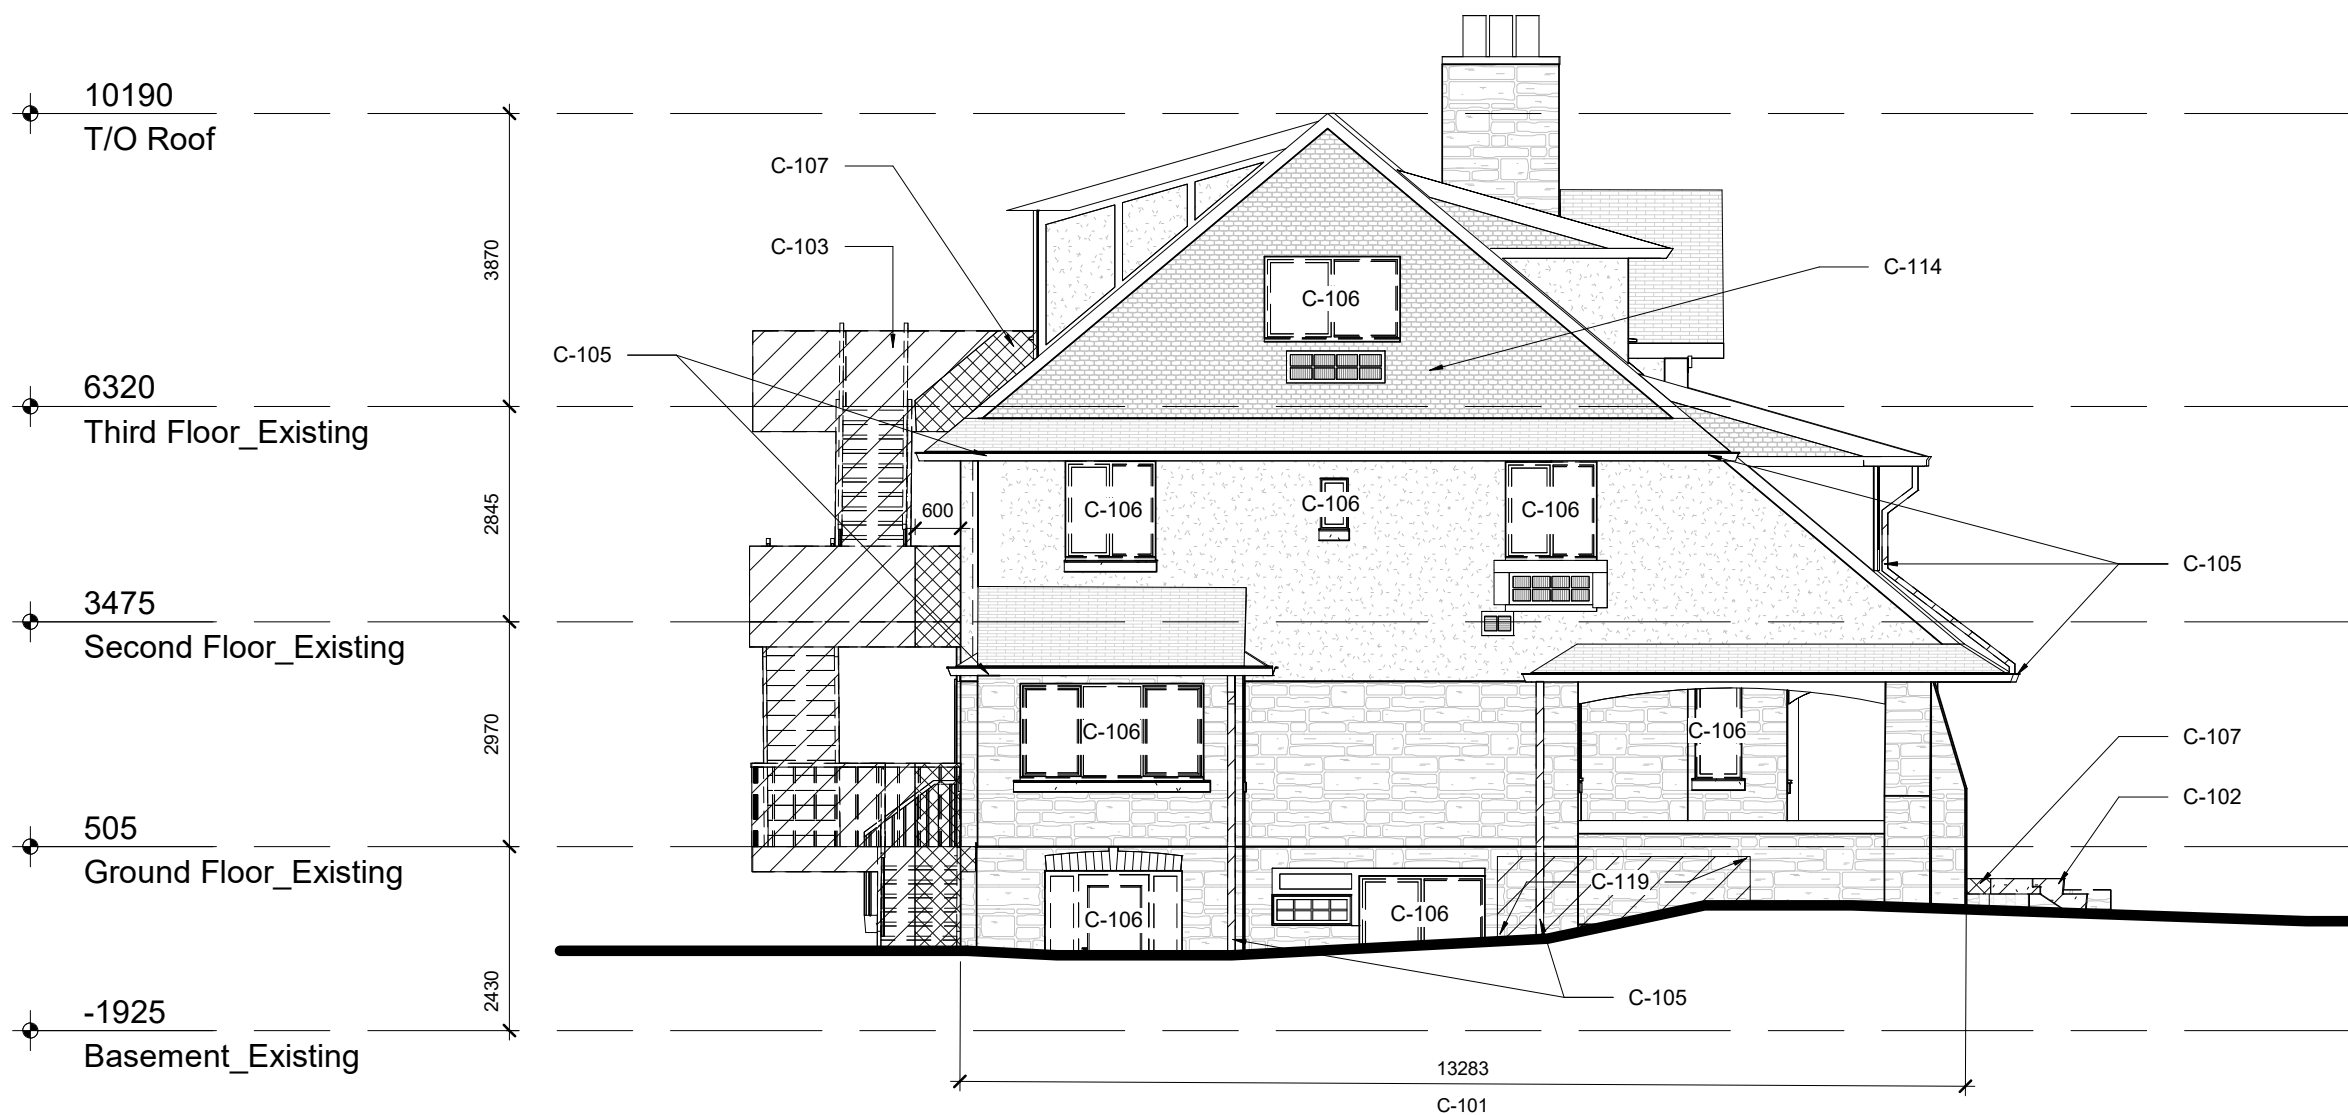 10190
T/O Roof
C-107
C-103
3870
C-114
C-106
C-105
6320
Third Floor_Existing
2845
600
C-106
C-106
C-106
C-105
3475
Second Floor_Existing
2970
C-106
C-106
C-107
C-102
505
Ground Floor_Existing
C-119
C-106
C-106
2430
C-105
-1925
Basement_Existing
13283
C-101